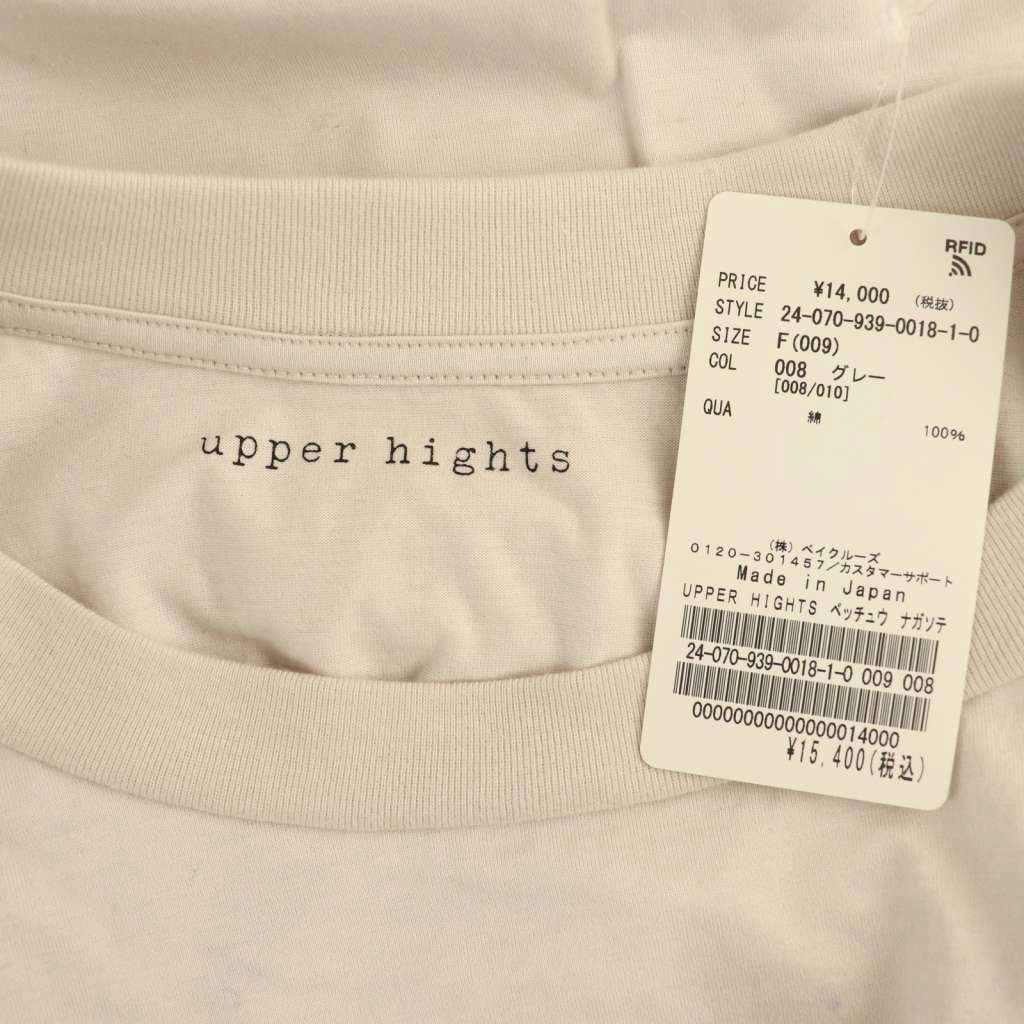 upper hights
RFID
PRICE ¥14,000 (税抜)
STYLE 24-070-939-0018-1-0
SIZE F(009)
COL 008 グレー
[008/010]
QUA 綿 100%
(株)ベイクルーズ
0120-301457/カスタマーサポート
Made in Japan
UPPER HIGHTS ベッチュウ ナガソテ
24-070-939-0018-1-0 009 008
00000000000000014000
¥15,400(税込)